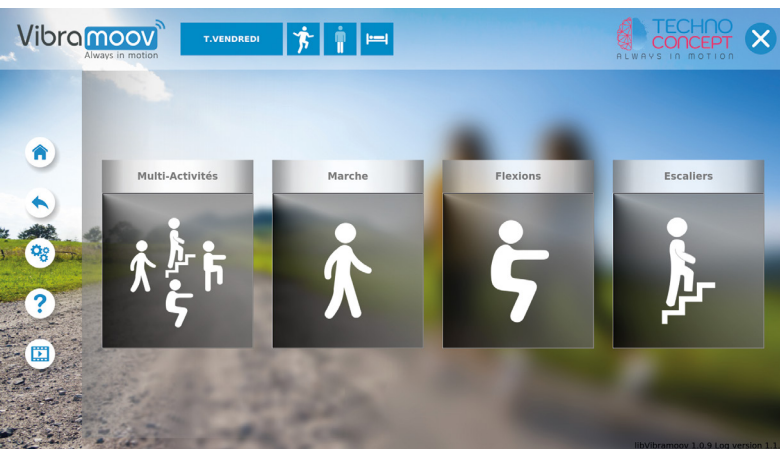 Vibramoov
Always in motion
T.VENDREDI
TECHNO
CONCEPT
ALWAYS IN MOTION
Multi-Activités
Marche
Flexions
Escaliers
?
libVibramoov 1.0.9 Log version 1.1.